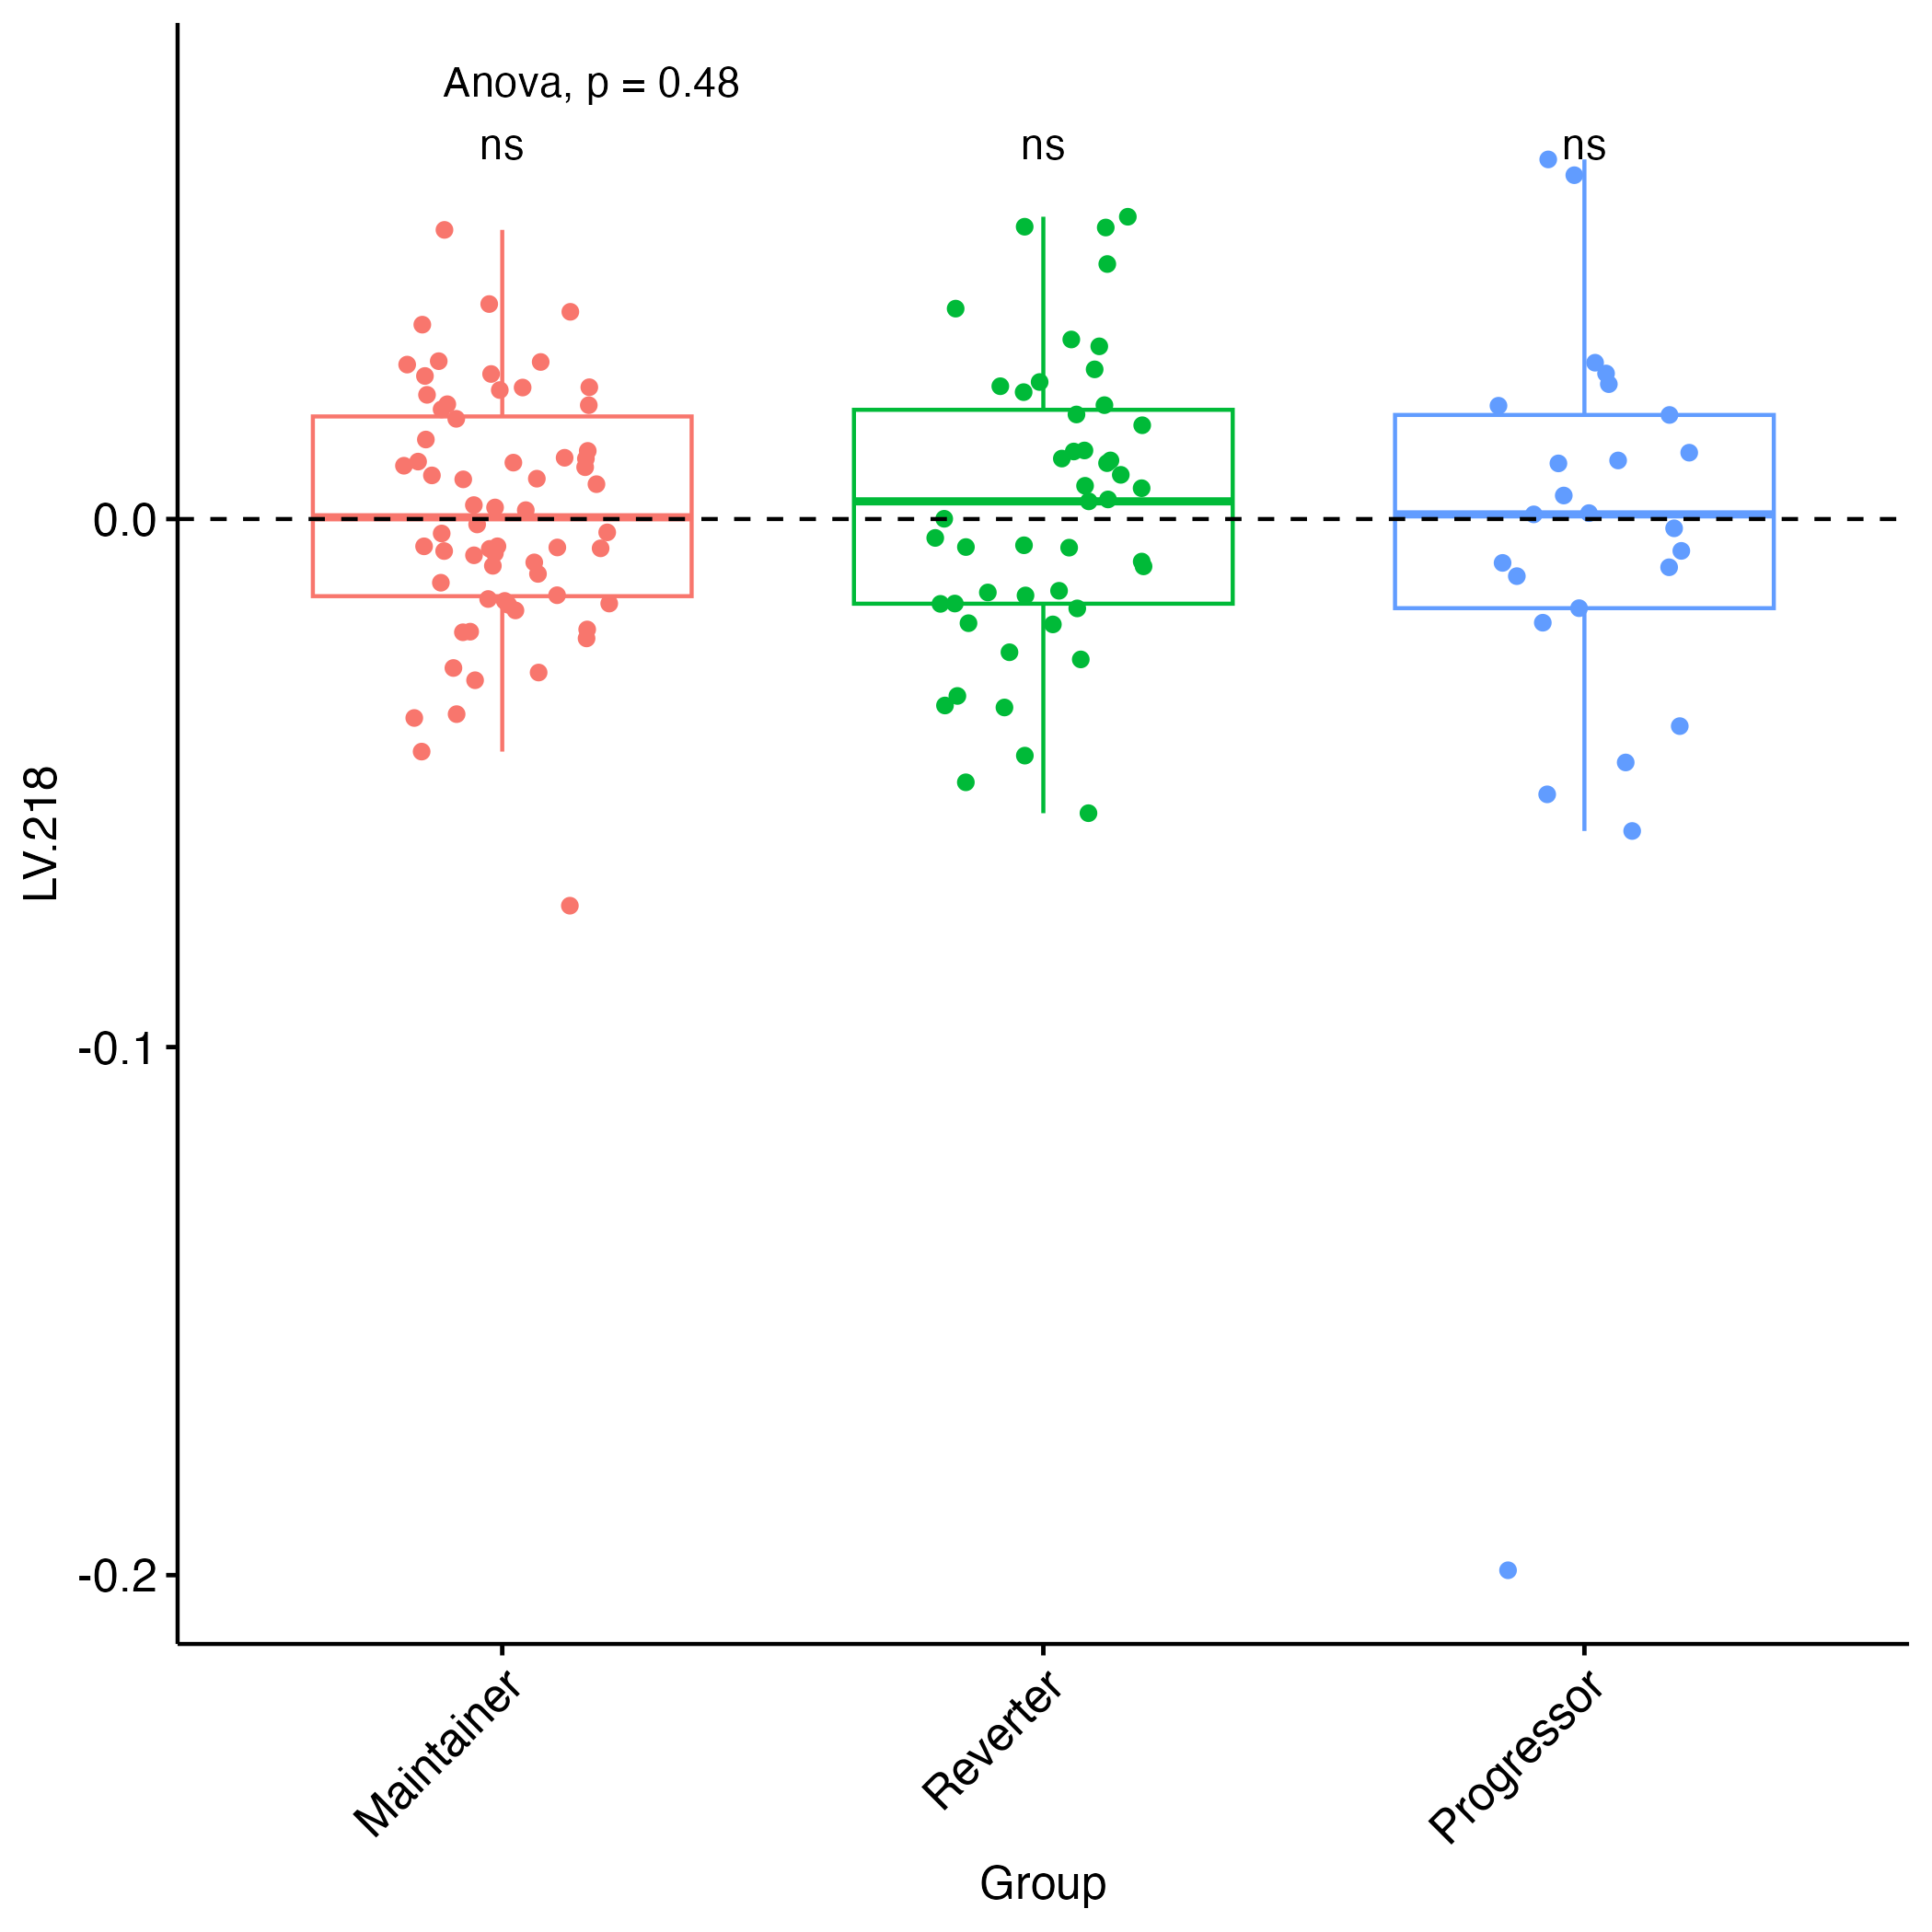 Anova, p = 0.48
ns ns ns
0.0
-0.1
-0.2
LV.218
Maintainer Reverter Progressor
Group